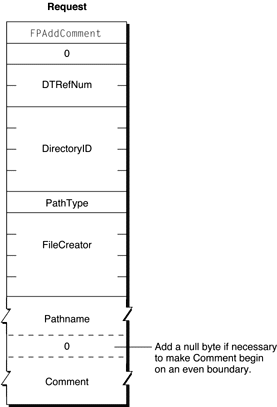 Request
FPAddComment
0
DTRefNum
DirectoryID
PathType
FileCreator
Pathname
0
Add a null byte if necessary
to make Comment begin
on an even boundary.
Comment